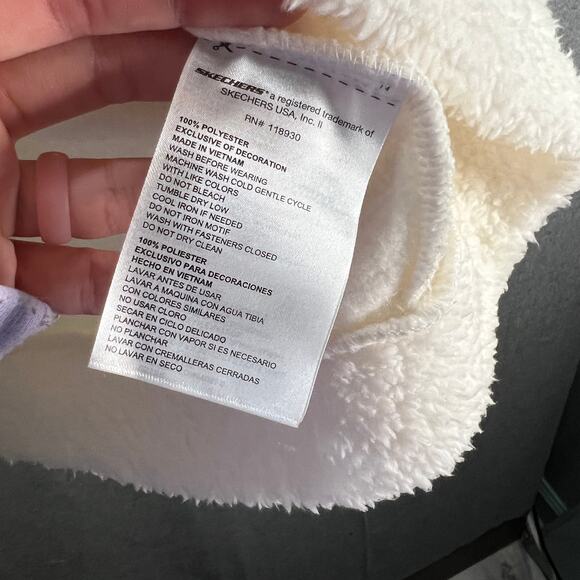 SKECHERS® a registered trademark of
SKECHERS USA, Inc. II
RN# 118930
100% POLYESTER
EXCLUSIVE OF DECORATION
MADE IN VIETNAM
WASH BEFORE WEARING
MACHINE WASH COLD GENTLE CYCLE
WITH LIKE COLORS
DO NOT BLEACH
TUMBLE DRY LOW
COOL IRON IF NEEDED
DO NOT IRON MOTIF
WASH WITH FASTENERS CLOSED
DO NOT DRY CLEAN
100% POLIESTER
EXCLUSIVO PARA DECORACIONES
HECHO EN VIETNAM
LAVAR ANTES DE USAR
LAVAR A MAQUINA CON AGUA TIBIA
CON COLORES SIMILARES
NO USAR CLORO
SECAR EN CICLO DELICADO
PLANCHAR CON VAPOR SI ES NECESARIO
NO PLANCHAR
LAVAR CON CREMALLERAS CERRADAS
NO LAVAR EN SECO